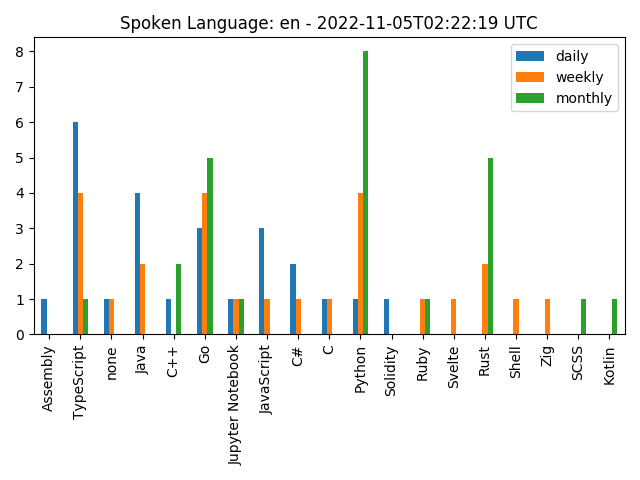 Spoken Language: en - 2022-11-05T02:22:19 UTC
daily
weekly
monthly
8
7
6
5
4
3
2
1
0
Assembly
TypeScript
none
Java
C++
Go
Jupyter Notebook
JavaScript
C#
C
Python
Solidity
Ruby
Svelte
Rust
Shell
Zig
SCSS
Kotlin